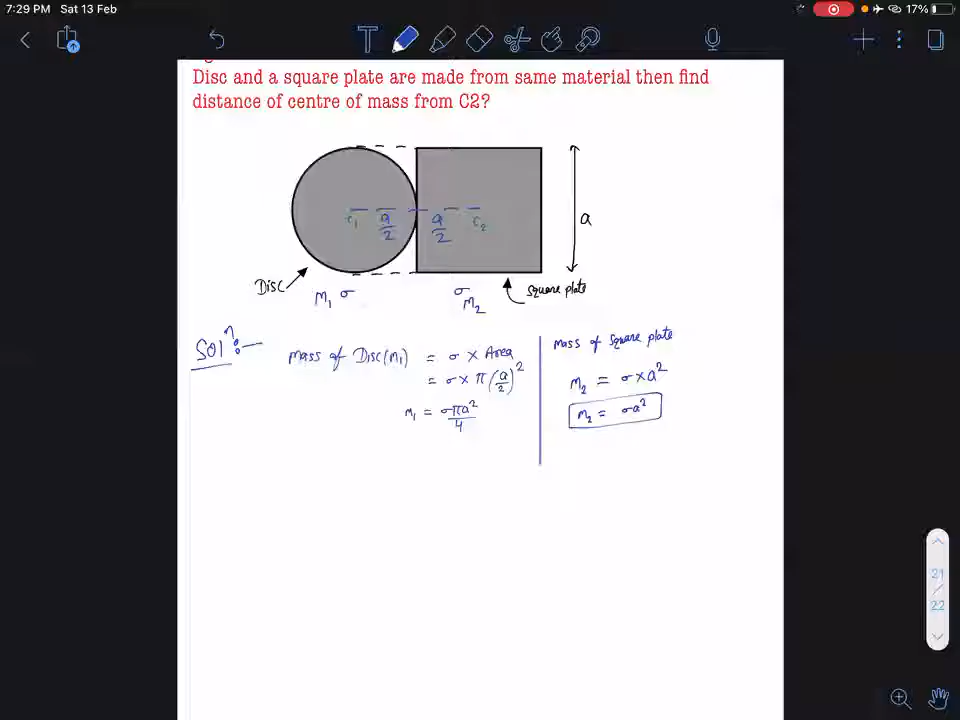 7:29 PM Sat 13 Feb 17%
Disc and a square plate are made from same material then find
distance of centre of mass from C2?
a
C1 a/2 a/2 C2
Disc
M1 σ
σ M2
square plate
Sol^n :—
Mass of Disc(M1) = σ × Area
= σ × π (a/2)^2
M1 = σπa^2/4
Mass of square plate
M2 = σ×a^2
M2 = σa^2
21
/
22